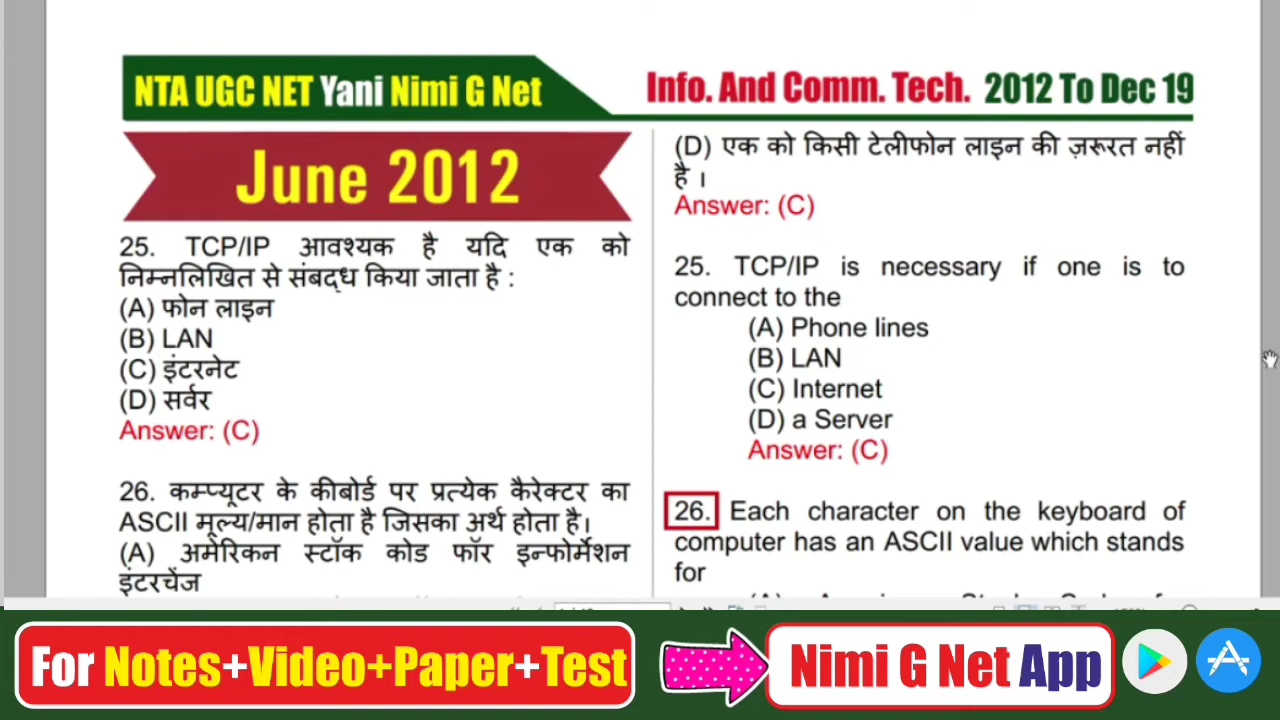 NTA UGC NET Yani Nimi G Net
Info. And Comm. Tech. 2012 To Dec 19
June 2012
25. TCP/IP आवश्यक है यदि एक को
निम्नलिखित से संबद्ध किया जाता है :
(A) फोन लाइन
(B) LAN
(C) इंटरनेट
(D) सर्वर
Answer: (C)
26. कम्प्यूटर के कीबोर्ड पर प्रत्येक कैरेक्टर का
ASCII मूल्य/मान होता है जिसका अर्थ होता है।
(A) अमेरिकन स्टॉक कोड फॉर इन्फोर्मेशन
इंटरचेंज
(D) एक को किसी टेलीफोन लाइन की ज़रूरत नहीं
है ।
Answer: (C)
25. TCP/IP is necessary if one is to
connect to the
(A) Phone lines
(B) LAN
(C) Internet
(D) a Server
Answer: (C)
26. Each character on the keyboard of
computer has an ASCII value which stands
for
For Notes+Video+Paper+Test
Nimi G Net App